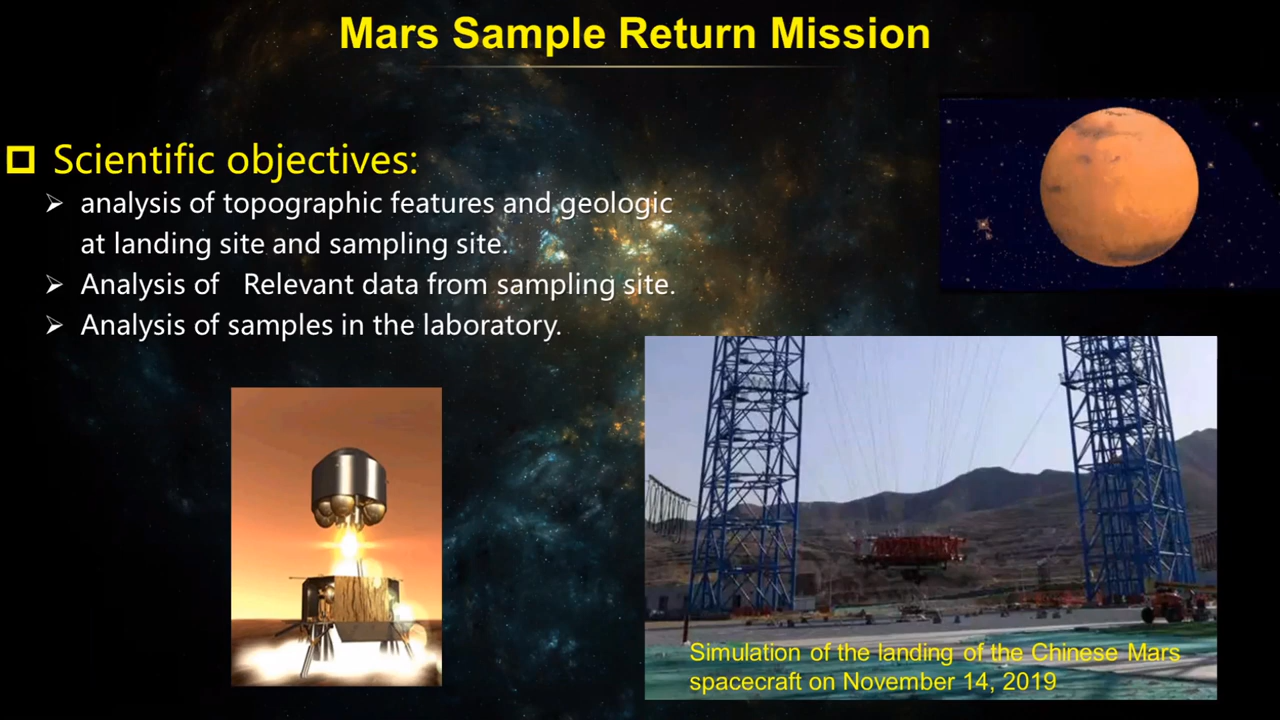 Mars Sample Return Mission
Scientific objectives:
analysis of topographic features and geologic
at landing site and sampling site.
Analysis of Relevant data from sampling site.
Analysis of samples in the laboratory.
Simulation of the landing of the Chinese Mars
spacecraft on November 14, 2019